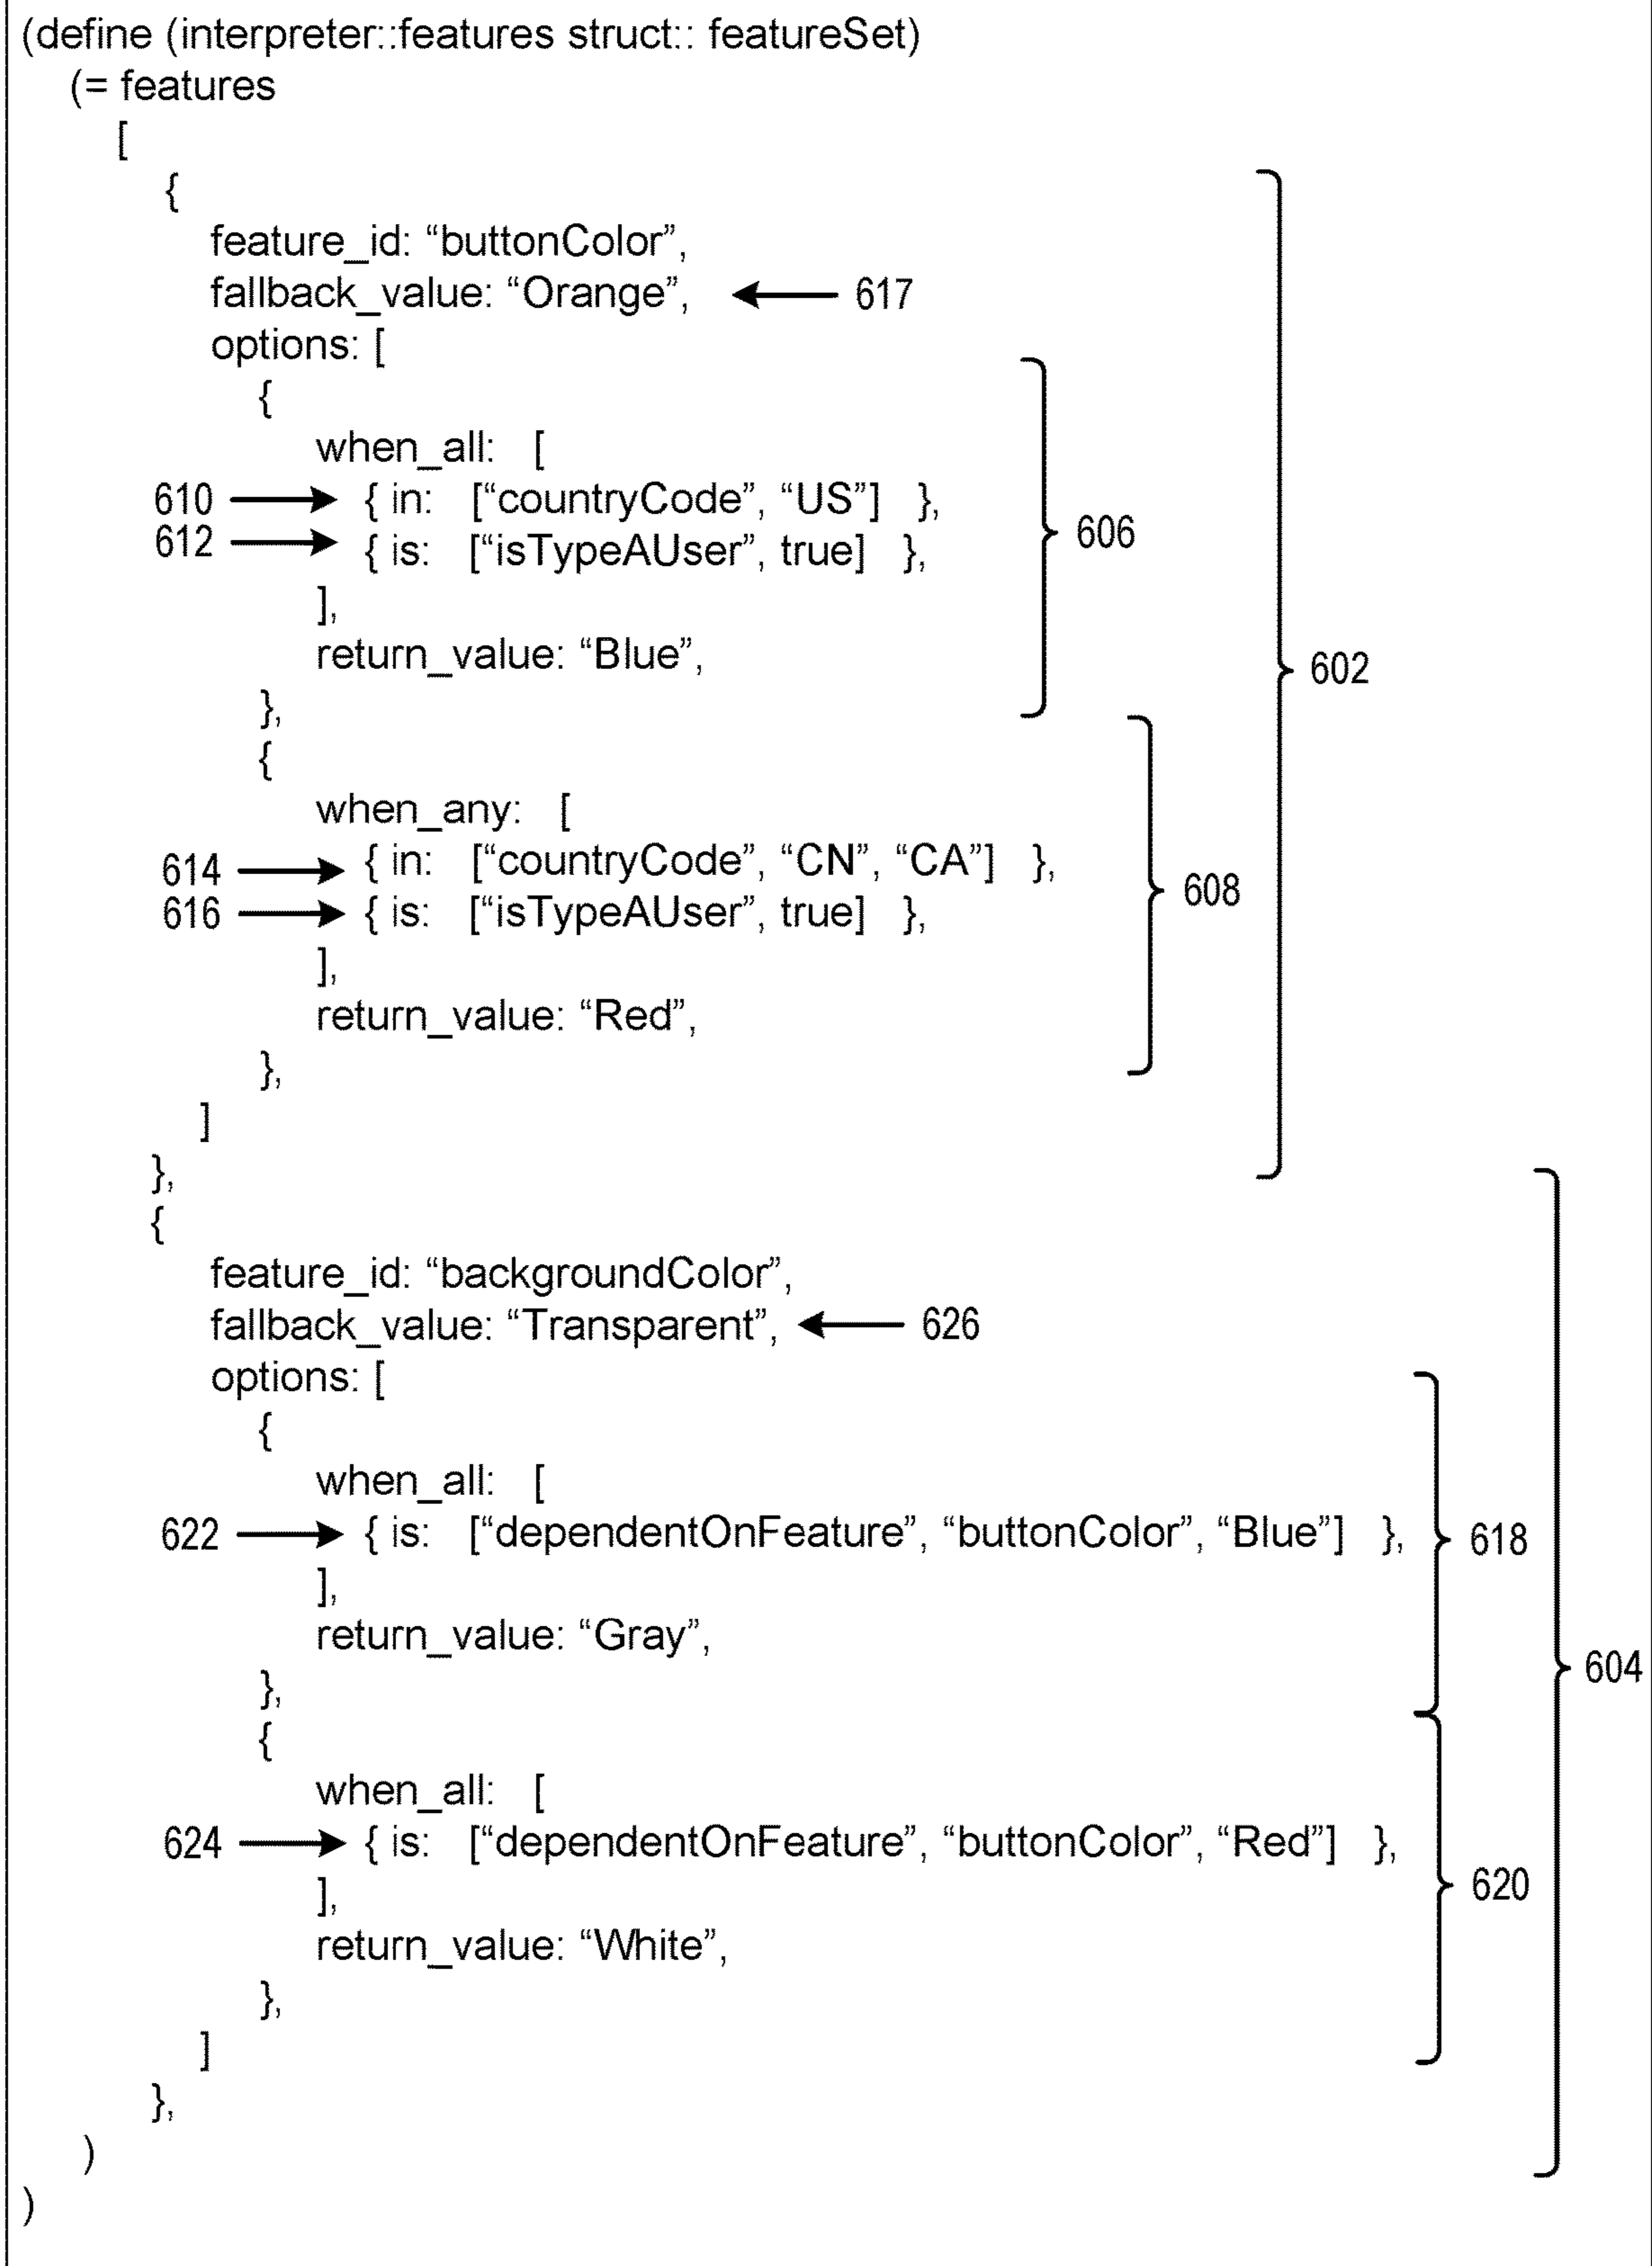 (define (interpreter::features struct:: featureSet)
(= features
[
{
feature_id: “buttonColor”,
fallback_value: “Orange”, 617
options: [
{
when_all: [
610 { in: [“countryCode”, “US”] },
612 { is: [“isTypeAUser”, true] },
606
],
return_value: “Blue”,
602
},
{
when_any: [
614 { in: [“countryCode”, “CN”, “CA”] },
608
616 { is: [“isTypeAUser”, true] },
],
return_value: “Red”,
},
]
},
{
feature_id: “backgroundColor”,
fallback_value: “Transparent”, 626
options: [
{
when_all: [
622 { is: [“dependentOnFeature”, “buttonColor”, “Blue”] }, 618
],
return_value: “Gray”,
604
},
{
when_all: [
624 { is: [“dependentOnFeature”, “buttonColor”, “Red”] },
620
],
return_value: “White”,
},
]
},
)
)